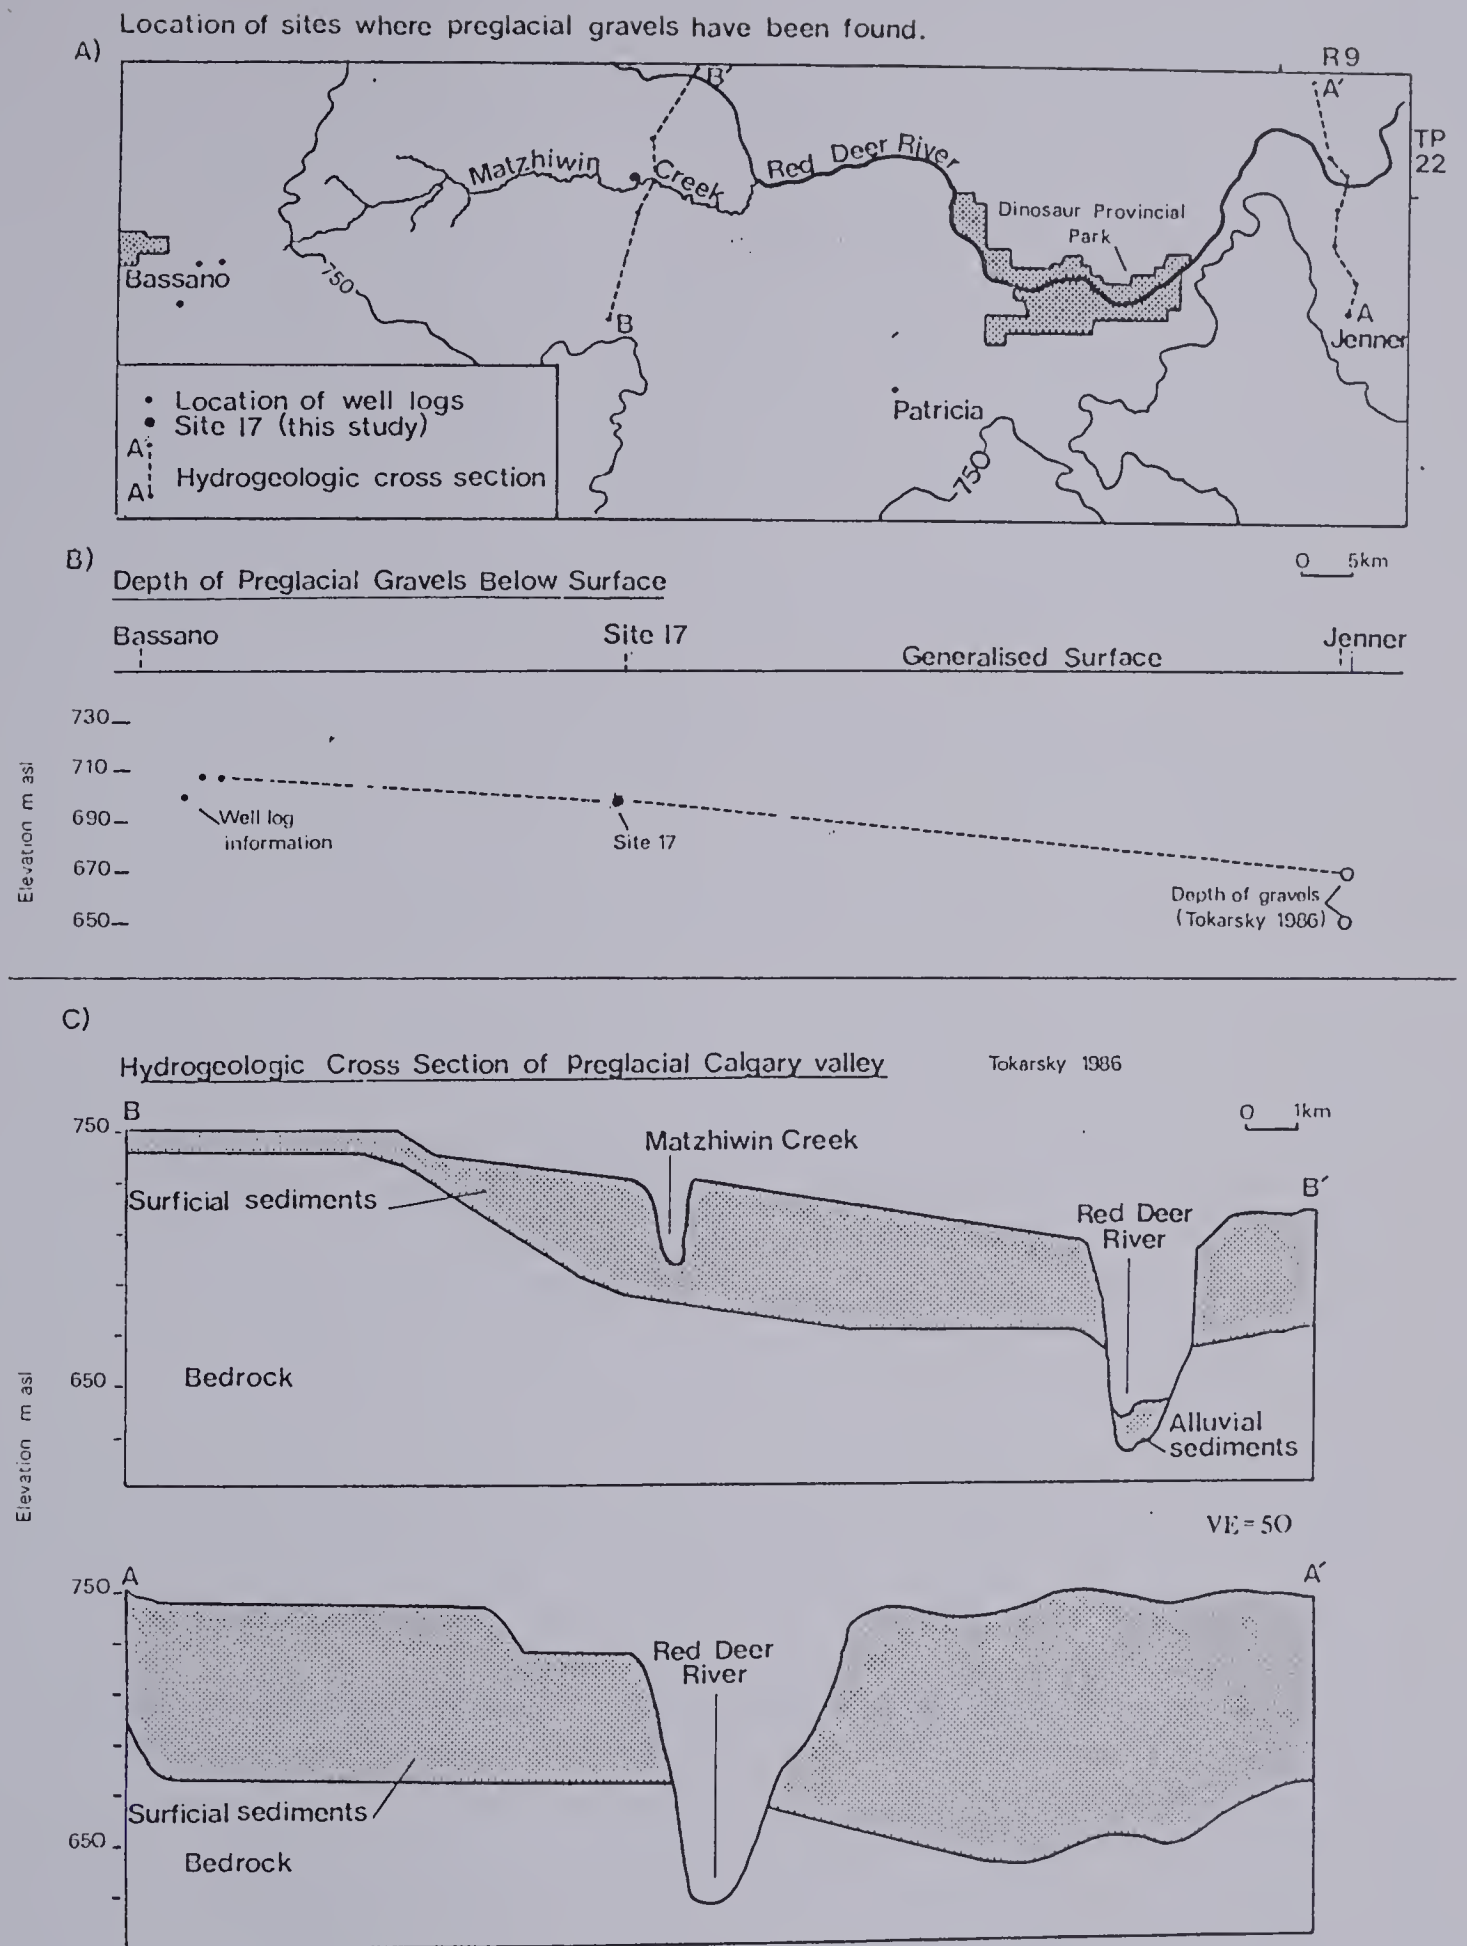 Location of sites where preglacial gravels have been found.
A)
R9
B'
A'
TP
22
Matzhiwin Creek
Red Deer River
Dinosaur Provincial
Park
Bassano
750
B
A
Jenner
Patricia
750
• Location of well logs
• Site 17 (this study)
A'
A
Hydrogeologic cross section
B)
0 5km
Depth of Preglacial Gravels Below Surface
Bassano
Site 17
Jenner
Generalised Surface
730
710
690
670
650
Elevation m asl
Well log
information
Site 17
Depth of gravels
(Tokarsky 1986)
C)
Hydrogeologic Cross Section of Preglacial Calgary valley
Tokarsky 1986
B
0 1km
750
Matzhiwin Creek
Surficial sediments
B'
Red Deer
River
Bedrock
650
Alluvial
sediments
Elevation m asl
VE = 50
A
A'
750
Red Deer
River
Surficial sediments
650
Bedrock